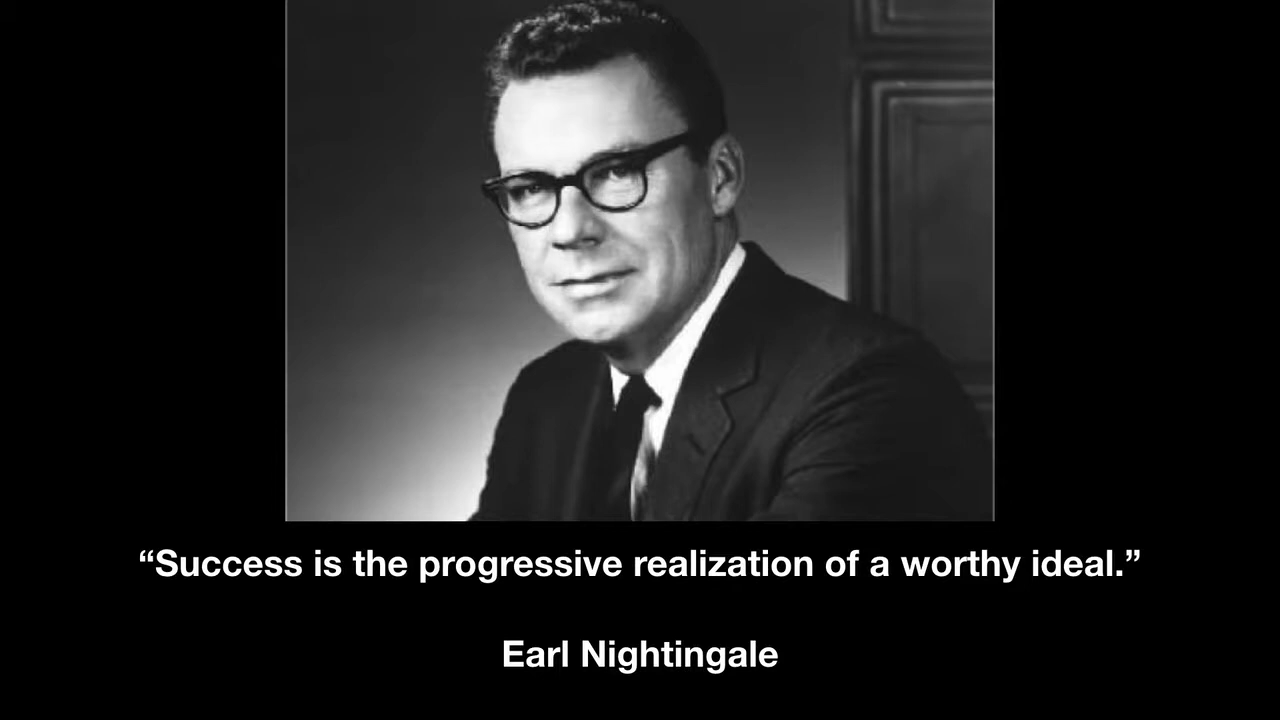 “Success is the progressive realization of a worthy ideal.”
Earl Nightingale